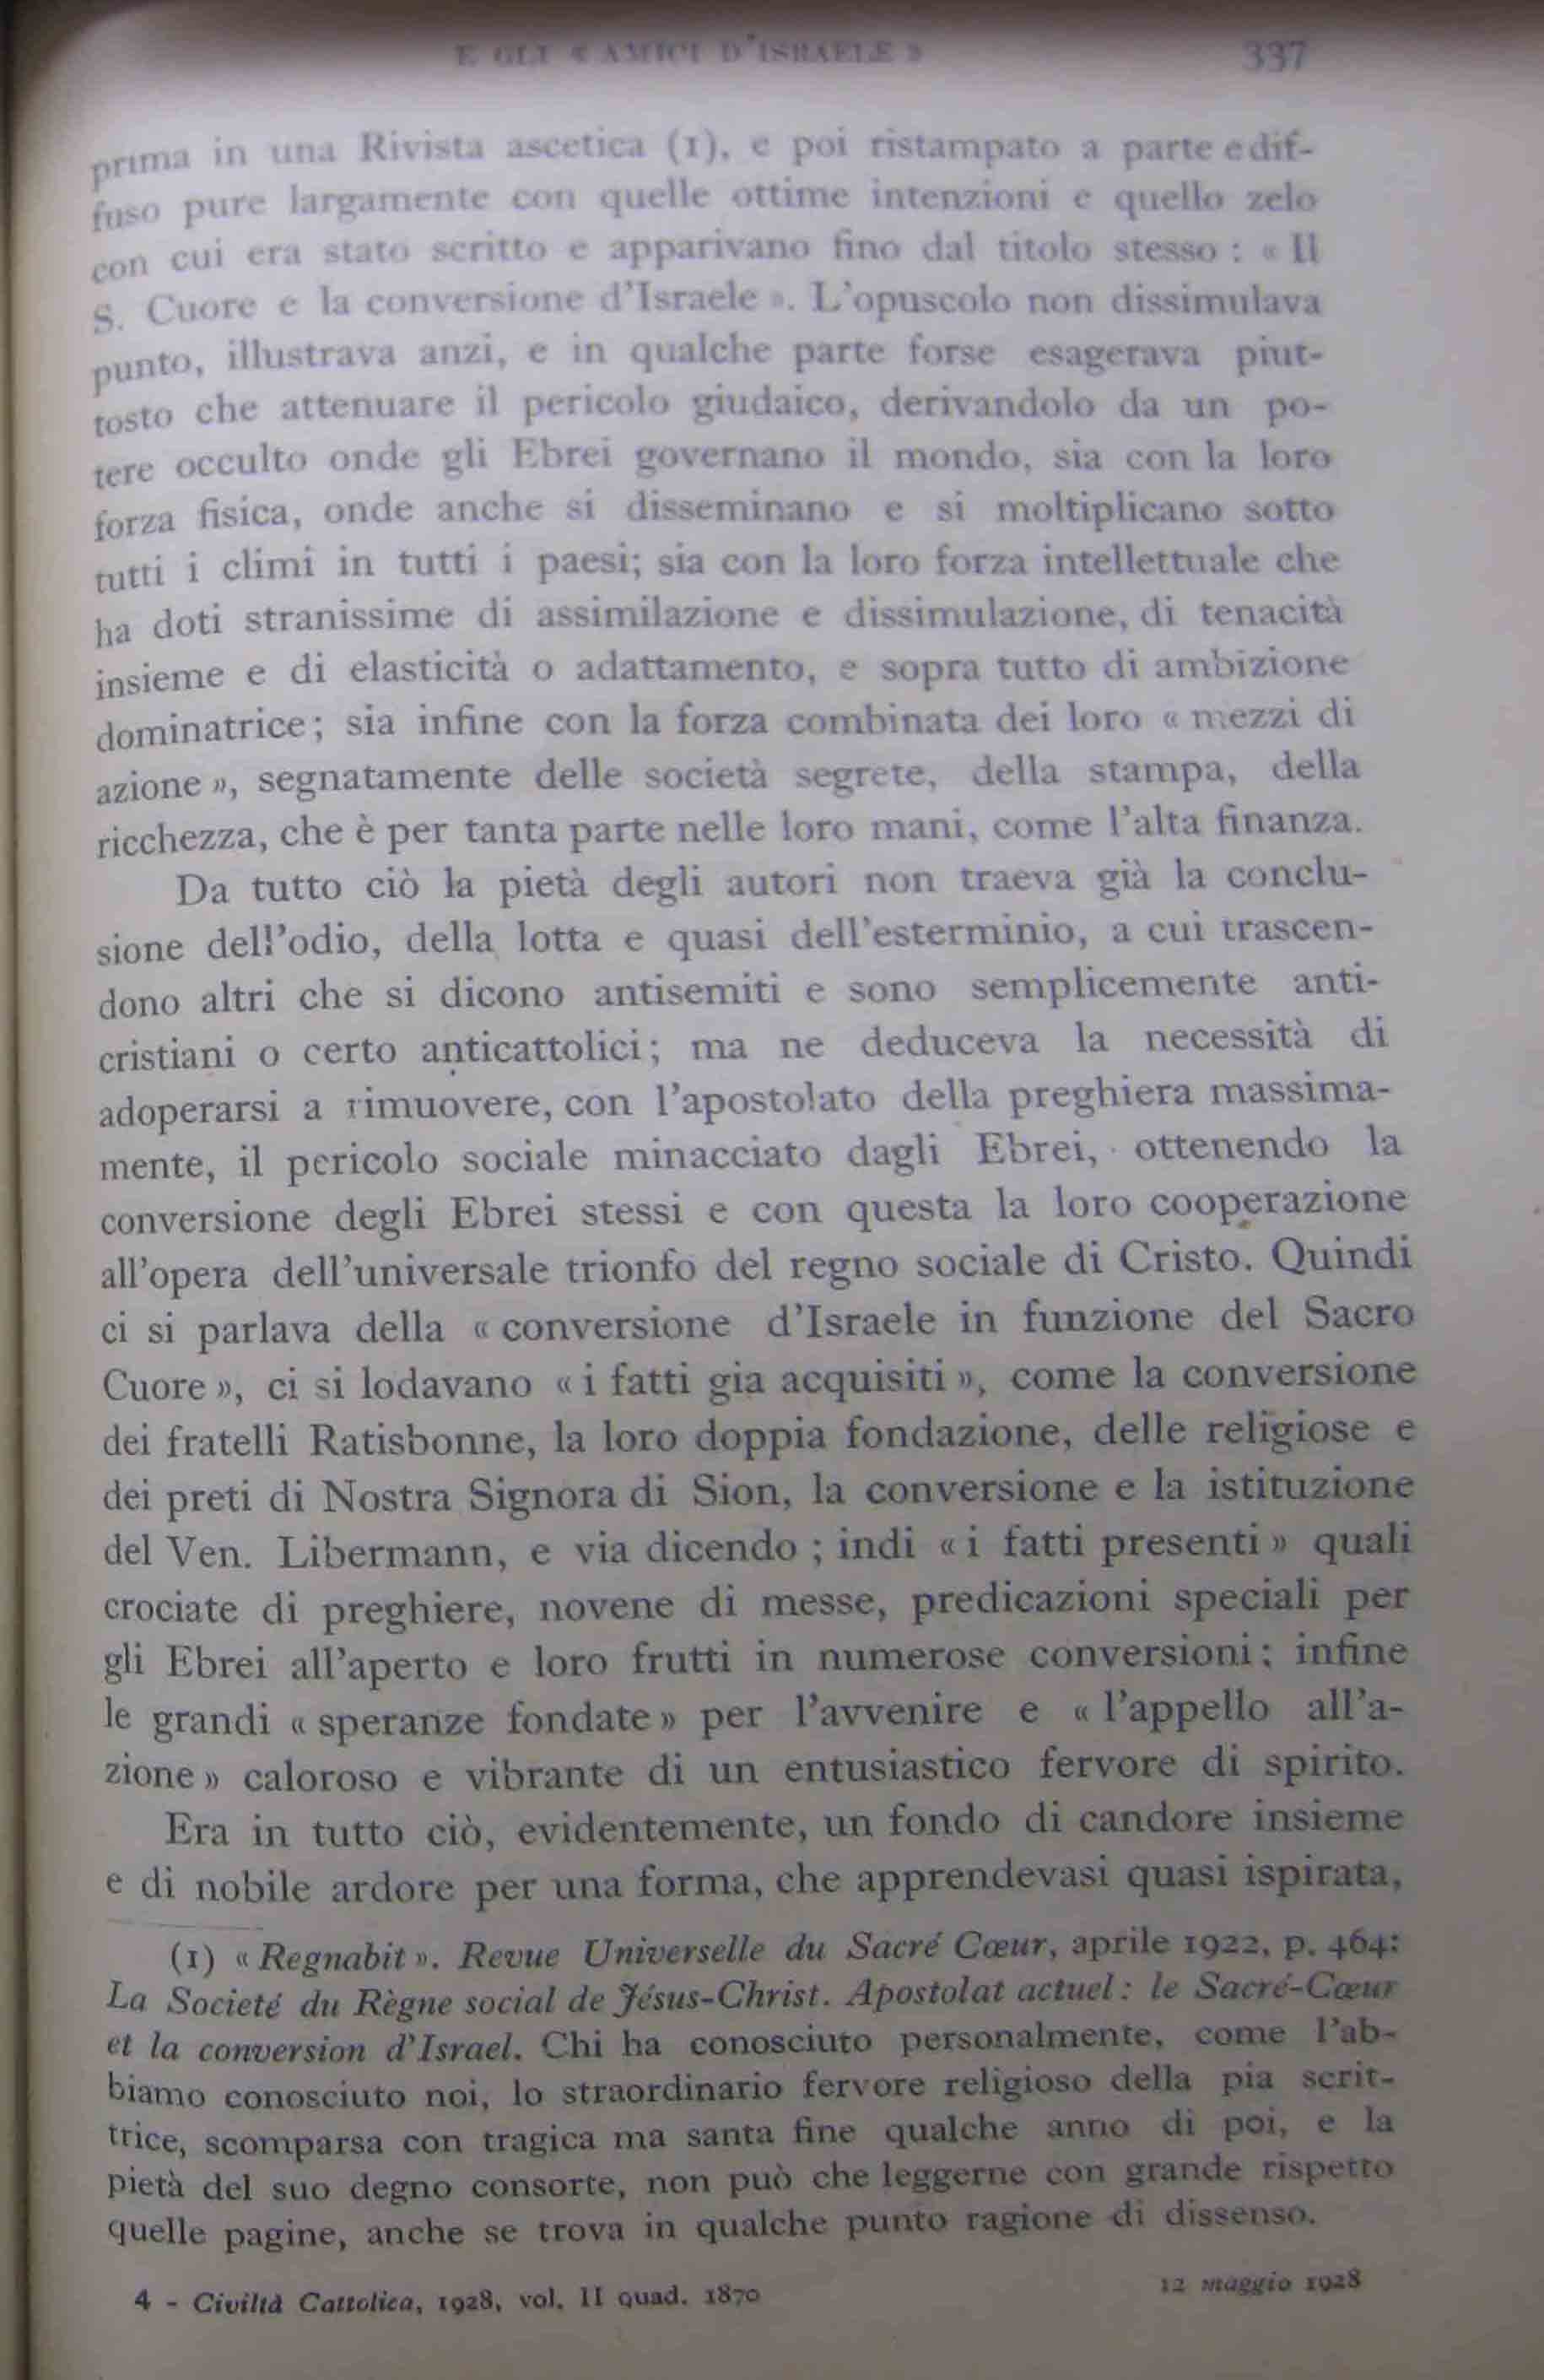 E GLI « AMICI D'ISRAELE » 337
prima in una Rivista ascetica (1), e poi ristampato a parte e dif-
fuso pure largamente con quelle ottime intenzioni e quello zelo
con cui era stato scritto e apparivano fino dal titolo stesso : « Il
S. Cuore e la conversione d'Israele ». L'opuscolo non dissimulava
punto, illustrava anzi, e in qualche parte forse esagerava piut-
tosto che attenuare il pericolo giudaico, derivandolo da un po-
tere occulto onde gli Ebrei governano il mondo, sia con la loro
forza fisica, onde anche si disseminano e si moltiplicano sotto
tutti i climi in tutti i paesi; sia con la loro forza intellettuale che
ha doti stranissime di assimilazione e dissimulazione, di tenacità
insieme e di elasticità o adattamento, e sopra tutto di ambizione
dominatrice; sia infine con la forza combinata dei loro « mezzi di
azione », segnatamente delle società segrete, della stampa, della
ricchezza, che è per tanta parte nelle loro mani, come l'alta finanza.
Da tutto ciò la pietà degli autori non traeva già la conclu-
sione dell'odio, della lotta e quasi dell'esterminio, a cui trascen-
dono altri che si dicono antisemiti e sono semplicemente anti-
cristiani o certo anticattolici; ma ne deduceva la necessità di
adoperarsi a rimuovere, con l'apostolato della preghiera massima-
mente, il pericolo sociale minacciato dagli Ebrei, ottenendo la
conversione degli Ebrei stessi e con questa la loro cooperazione
all'opera dell'universale trionfo del regno sociale di Cristo. Quindi
ci si parlava della « conversione d'Israele in funzione del Sacro
Cuore », ci si lodavano « i fatti gia acquisiti », come la conversione
dei fratelli Ratisbonne, la loro doppia fondazione, delle religiose e
dei preti di Nostra Signora di Sion, la conversione e la istituzione
del Ven. Libermann, e via dicendo ; indi « i fatti presenti » quali
crociate di preghiere, novene di messe, predicazioni speciali per
gli Ebrei all'aperto e loro frutti in numerose conversioni; infine
le grandi « speranze fondate » per l'avvenire e « l'appello all'a-
zione » caloroso e vibrante di un entusiastico fervore di spirito.
Era in tutto ciò, evidentemente, un fondo di candore insieme
e di nobile ardore per una forma, che apprendevasi quasi ispirata,
(1) « Regnabit ». Revue Universelle du Sacré Cœur, aprile 1922, p. 464:
La Societé du Règne social de Jésus-Christ. Apostolat actuel : le Sacré-Cœur
et la conversion d'Israel. Chi ha conosciuto personalmente, come l'ab-
biamo conosciuto noi, lo straordinario fervore religioso della pia scrit-
trice, scomparsa con tragica ma santa fine qualche anno di poi, e la
pietà del suo degno consorte, non può che leggerne con grande rispetto
quelle pagine, anche se trova in qualche punto ragione di dissenso.
4 - Civiltà Cattolica, 1928, vol. II quad. 1870 12 maggio 1928